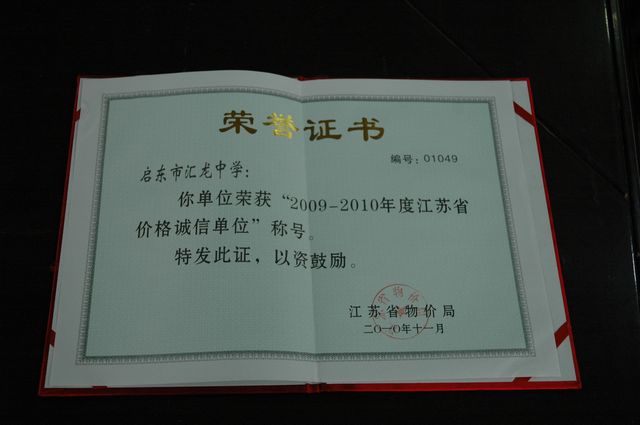 荣誉证书
编号：01049
启东市汇龙中学：
你单位荣获“2009-2010年度江苏省
价格诚信单位”称号。
特发此证，以资鼓励。
江苏省物价局
二〇一〇年十一月